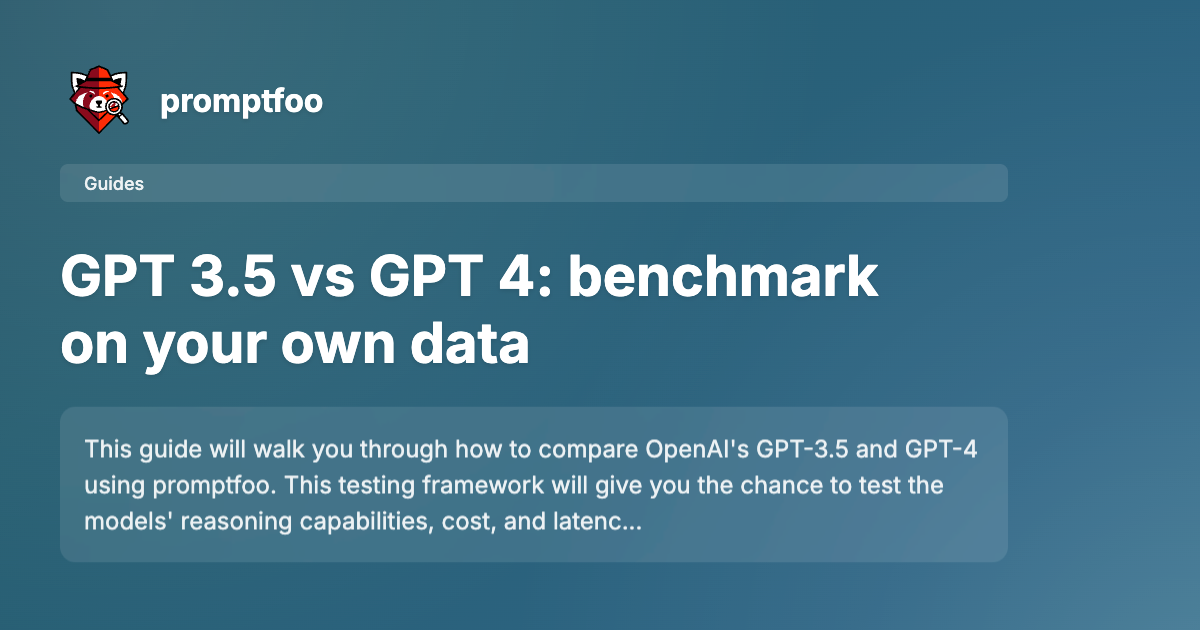 promptfoo
Guides
GPT 3.5 vs GPT 4: benchmark
on your own data
This guide will walk you through how to compare OpenAI's GPT-3.5 and GPT-4
using promptfoo. This testing framework will give you the chance to test the
models' reasoning capabilities, cost, and latenc...